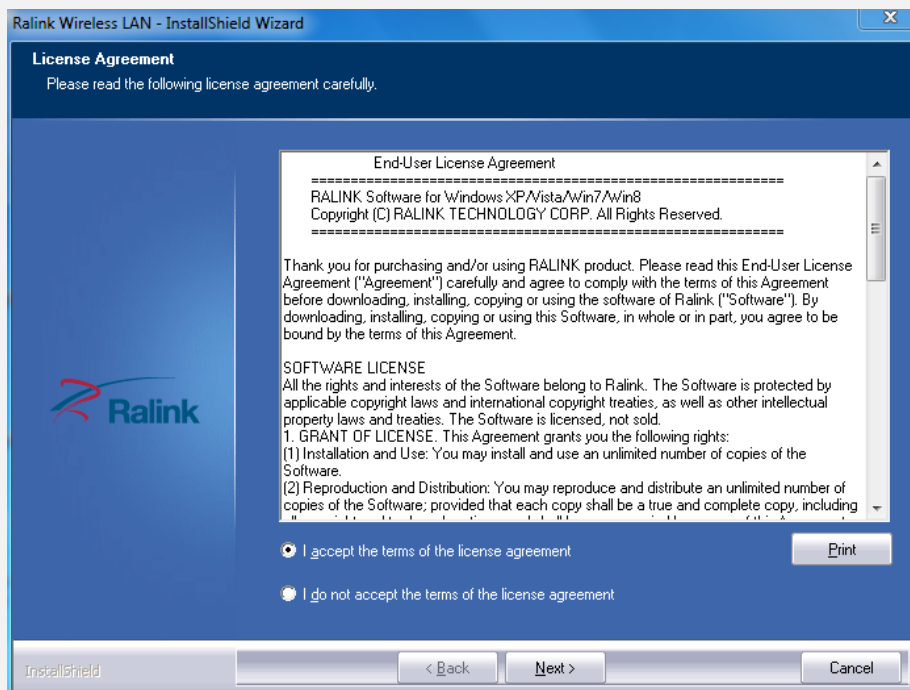 Ralink Wireless LAN - InstallShield Wizard
License Agreement
Please read the following license agreement carefully.
End-User License Agreement
===============================================================
RALINK Software for Windows XP/Vista/Win7/Win8
Copyright (C) RALINK TECHNOLOGY CORP. All Rights Reserved.
===============================================================
Thank you for purchasing and/or using RALINK product. Please read this End-User License
Agreement ("Agreement") carefully and agree to comply with the terms of this Agreement
before downloading, installing, copying or using the software of Ralink ("Software"). By
downloading, installing, copying or using this Software, in whole or in part, you agree to be
bound by the terms of this Agreement.
SOFTWARE LICENSE
All the rights and interests of the Software belong to Ralink. The Software is protected by
applicable copyright laws and international copyright treaties, as well as other intellectual
property laws and treaties. The Software is licensed, not sold.
1. GRANT OF LICENSE. This Agreement grants you the following rights:
(1) Installation and Use: You may install and use an unlimited number of copies of the
Software.
(2) Reproduction and Distribution: You may reproduce and distribute an unlimited number of
copies of the Software; provided that each copy shall be a true and complete copy, including
Ralink
I accept the terms of the license agreement
Print
I do not accept the terms of the license agreement
InstallShield
< Back
Next >
Cancel